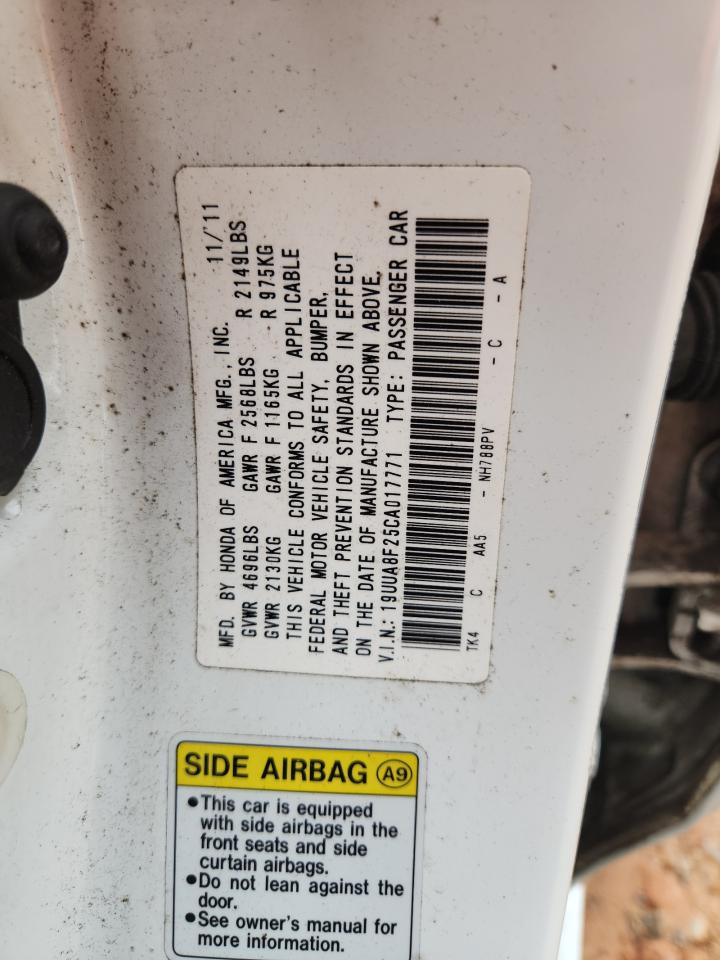 MFD. BY HONDA OF AMERICA MFG., INC. 11/'11
GVWR 4696LBS GAWR F 2568LBS R 2149LBS
GVWR 2130KG GAWR F 1165KG R 975KG
THIS VEHICLE CONFORMS TO ALL APPLICABLE
FEDERAL MOTOR VEHICLE SAFETY, BUMPER,
AND THEFT PREVENTION STANDARDS IN EFFECT
ON THE DATE OF MANUFACTURE SHOWN ABOVE.
V.I.N.: 19UUA8F25CA017771 TYPE: PASSENGER CAR
TK4 C AA5 - NH788PV - C - A
SIDE AIRBAG A9
•This car is equipped
with side airbags in the
front seats and side
curtain airbags.
•Do not lean against the
door.
•See owner's manual for
more information.